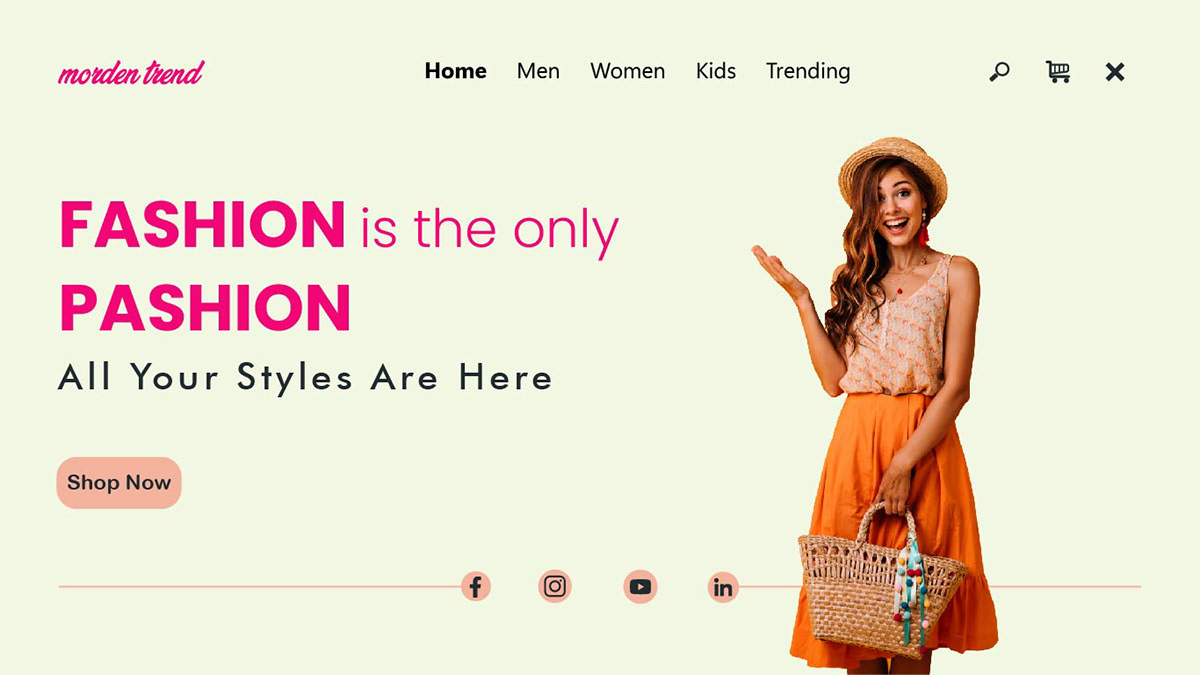 morden trend
Home Men Women Kids Trending
FASHION is the only
PASHION
All Your Styles Are Here
Shop Now
f in